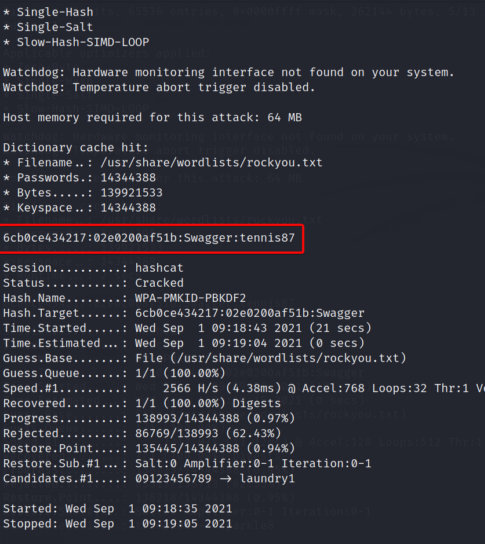 * Single-Hash
* Single-Salt
* Slow-Hash-SIMD-LOOP
Watchdog: Hardware monitoring interface not found on your system.
Watchdog: Temperature abort trigger disabled.
Host memory required for this attack: 64 MB
Dictionary cache hit:
* Filename..: /usr/share/wordlists/rockyou.txt
* Passwords.: 14344388
* Bytes.....: 139921533
* Keyspace..: 14344388
6cb0ce434217:02e0200af51b:Swagger:tennis87
Session..........: hashcat
Status...........: Cracked
Hash.Name........: WPA-PMKID-PBKDF2
Hash.Target......: 6cb0ce434217:02e0200af51b:Swagger
Time.Started.....: Wed Sep  1 09:18:43 2021 (21 secs)
Time.Estimated...: Wed Sep  1 09:19:04 2021 (0 secs)
Guess.Base.......: File (/usr/share/wordlists/rockyou.txt)
Guess.Queue......: 1/1 (100.00%)
Speed.#1.........:     2566 H/s (4.38ms) @ Accel:768 Loops:32 Thr:1 Ve
Recovered........: 1/1 (100.00%) Digests
Progress.........: 138993/14344388 (0.97%)
Rejected.........: 86769/138993 (62.43%)
Restore.Point....: 135445/14344388 (0.94%)
Restore.Sub.#1...: Salt:0 Amplifier:0-1 Iteration:0-1
Candidates.#1....: 09123456789 -> laundry1
Started: Wed Sep  1 09:18:35 2021
Stopped: Wed Sep  1 09:19:05 2021